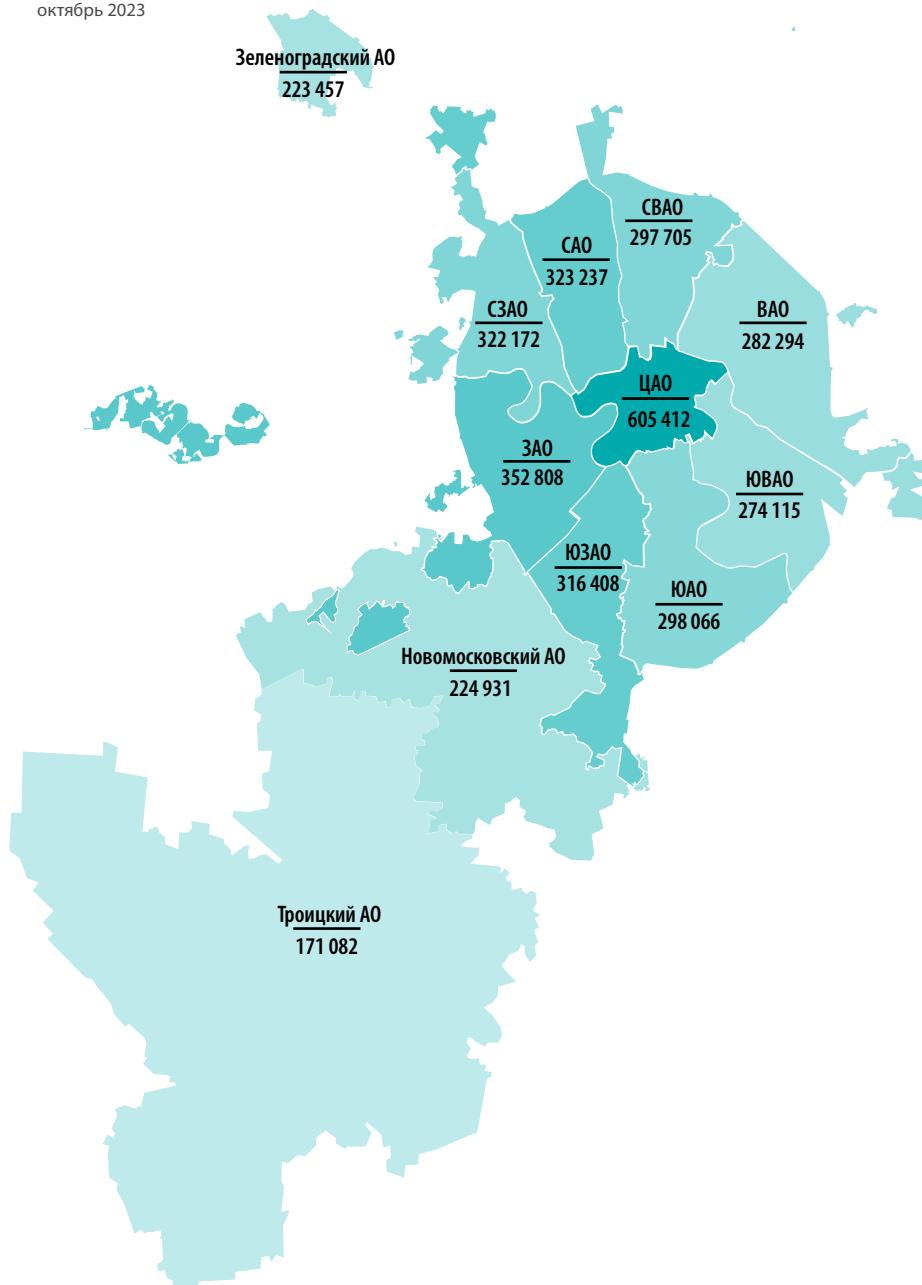 октябрь 2023
Зеленоградский АО
223 457
СВАО
297 705
САО
323 237
СЗАО
322 172
ВАО
282 294
ЦАО
605 412
ЗАО
352 808
ЮВАО
274 115
ЮЗАО
316 408
ЮАО
298 066
Новомосковский АО
224 931
Троицкий АО
171 082